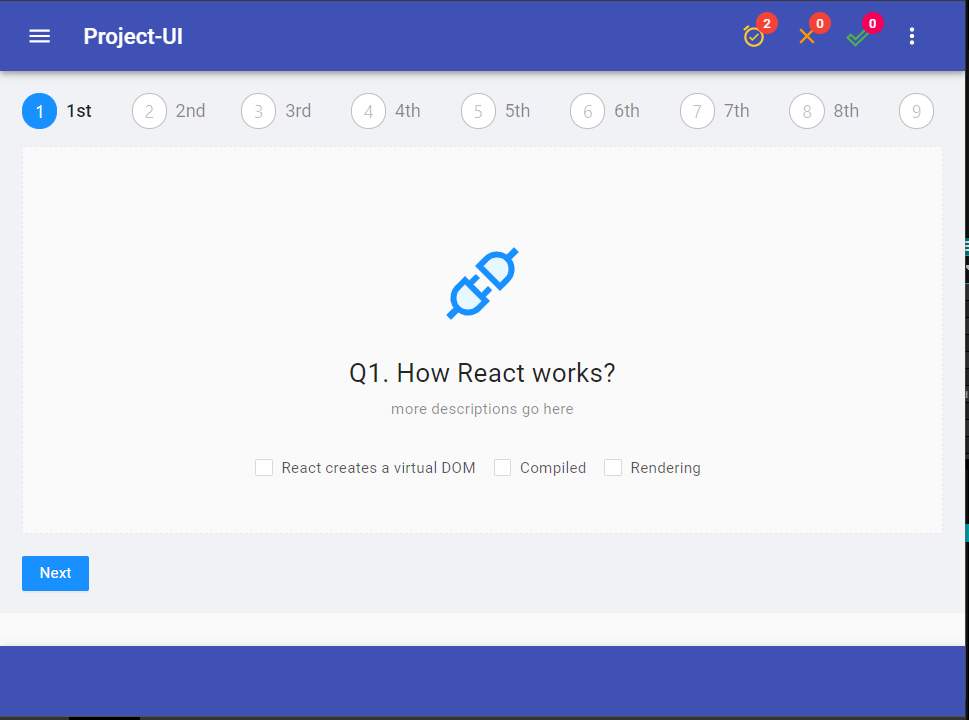 Project-UI 2 0 0
1 1st 2 2nd 3 3rd 4 4th 5 5th 6 6th 7 7th 8 8th 9
Q1. How React works?
more descriptions go here
React creates a virtual DOM Compiled Rendering
Next